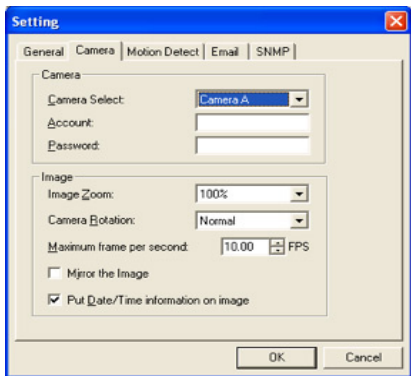 Setting
General Camera Motion Detect Email SNMP
Camera
Camera Select: Camera A
Account:
Password:
Image
Image Zoom: 100%
Camera Rotation: Normal
Maximum frame per second: 10.00 FPS
Mirror the Image
Put Date/Time information on image
OK Cancel